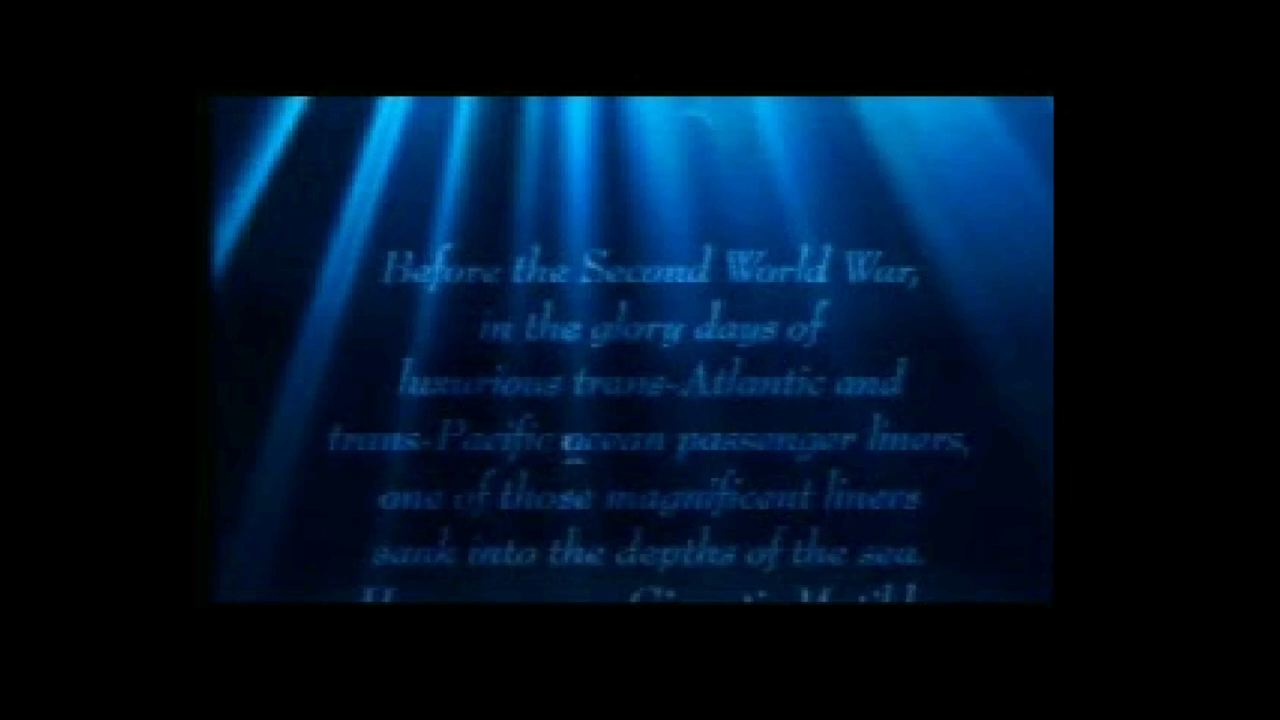 Before the Second World War,
in the glory days of
luxurious trans-Atlantic and
trans-Pacific ocean passenger liners,
one of those magnificent liners
sank into the depths of the sea.